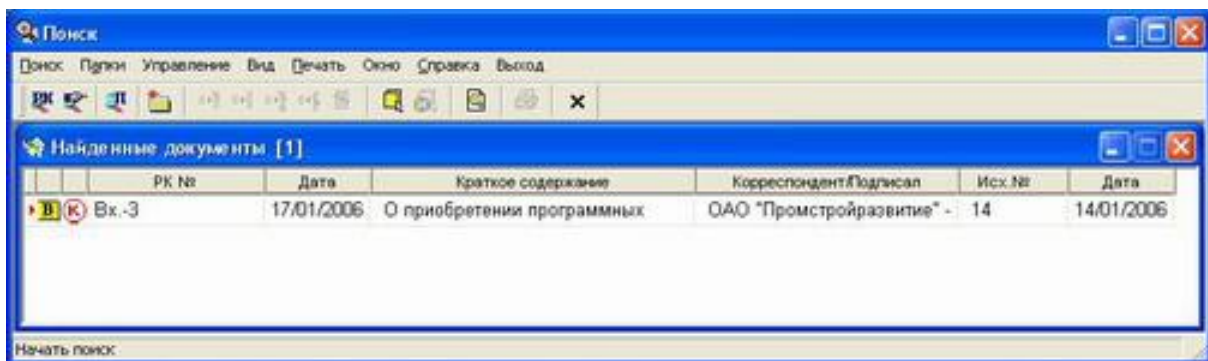 Поиск
Поиск Папки Управление Вид Печать Окно Справка Выход
РК П
Найденные документы [1]
РК № Дата Краткое содержание Корреспондент/Подписал Исх.№ Дата
В К Вх.-3 17/01/2006 О приобретении программных ОАО "Промстройразвитие" - 14 14/01/2006
Начать поиск